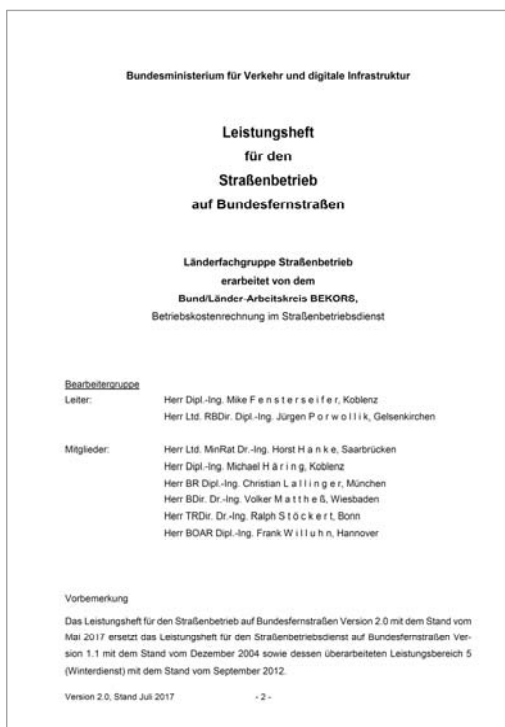 Bundesministerium für Verkehr und digitale Infrastruktur
Leistungsheft
für den
Straßenbetrieb
auf Bundesfernstraßen
Länderfachgruppe Straßenbetrieb
erarbeitet von dem
Bund/Länder-Arbeitskreis BEKORS,
Betriebskostenrechnung im Straßenbetriebsdienst
Bearbeitergruppe
Leiter: Herr Dipl.-Ing. Mike F e n s t e r s e i f e r, Koblenz
Herr Ltd. RBDir. Dipl.-Ing. Jürgen P o r w o l l i k, Gelsenkirchen
Mitglieder: Herr Ltd. MinRat Dr.-Ing. Horst H a n k e, Saarbrücken
Herr Dipl.-Ing. Michael H ä r i n g, Koblenz
Herr BR Dipl.-Ing. Christian L a l l i n g e r, München
Herr BDir. Dr.-Ing. Volker M a t t h e ß, Wiesbaden
Herr TRDir. Dr.-Ing. Ralph S t ö c k e r t, Bonn
Herr BOAR Dipl.-Ing. Frank W i l l u h n, Hannover
Vorbemerkung
Das Leistungsheft für den Straßenbetrieb auf Bundesfernstraßen Version 2.0 mit dem Stand vom
Mai 2017 ersetzt das Leistungsheft für den Straßenbetriebsdienst auf Bundesfernstraßen Ver-
sion 1.1 mit dem Stand vom Dezember 2004 sowie dessen überarbeiteten Leistungsbereich 5
(Winterdienst) mit dem Stand vom September 2012.
Version 2.0, Stand Juli 2017 - 2 -